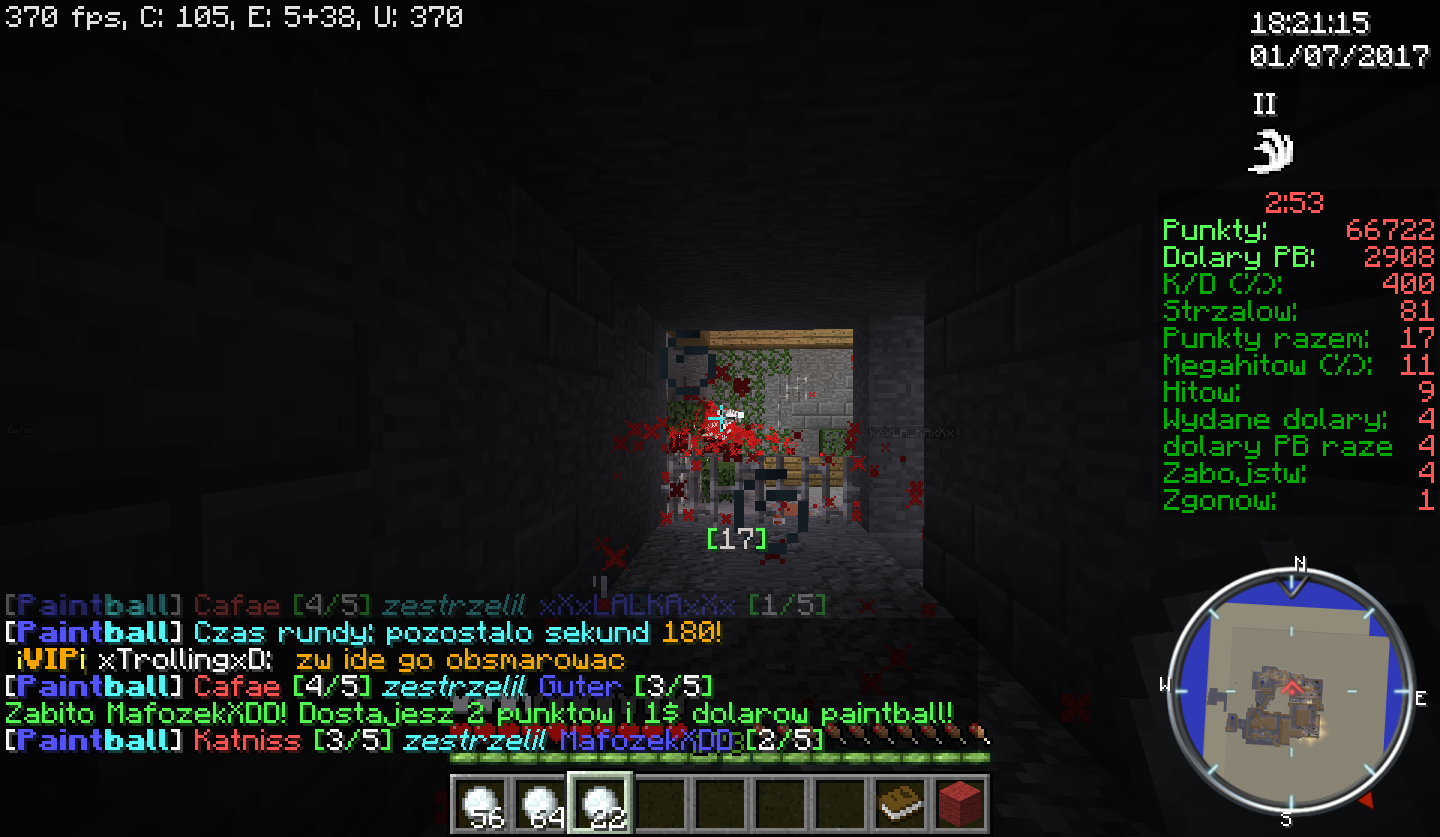 370 fps, C: 105, E: 5+38, U: 370
18:21:15
01/07/2017
II
2:53
Punkty: 66722
Dolary PB: 2908
K/D (%): 400
Strzalow: 81
Punkty razem: 17
Megahitow (%): 11
Hitow: 9
Wydane dolary: 4
dolary PB raze 4
Zabojstw: 4
Zgonow: 1
Cafae
xXxLALKAxXx
[17]
[Paintball] Cafae [4/5] zestrzelil xXxLALKAxXx [1/5]
[Paintball] Czas rundy: pozostalo sekund 180!
¡VIP¡ xTrollingxD: zw ide go obsmarowac
[Paintball] Cafae [4/5] zestrzelil Guter [3/5]
Zabito MafozekXDD! Dostajesz 2 punktow i 1$ dolarow paintball!
[Paintball] Katniss [3/5] zestrzelil MafozekXDD [2/5]
N
W
E
S
56
64
22